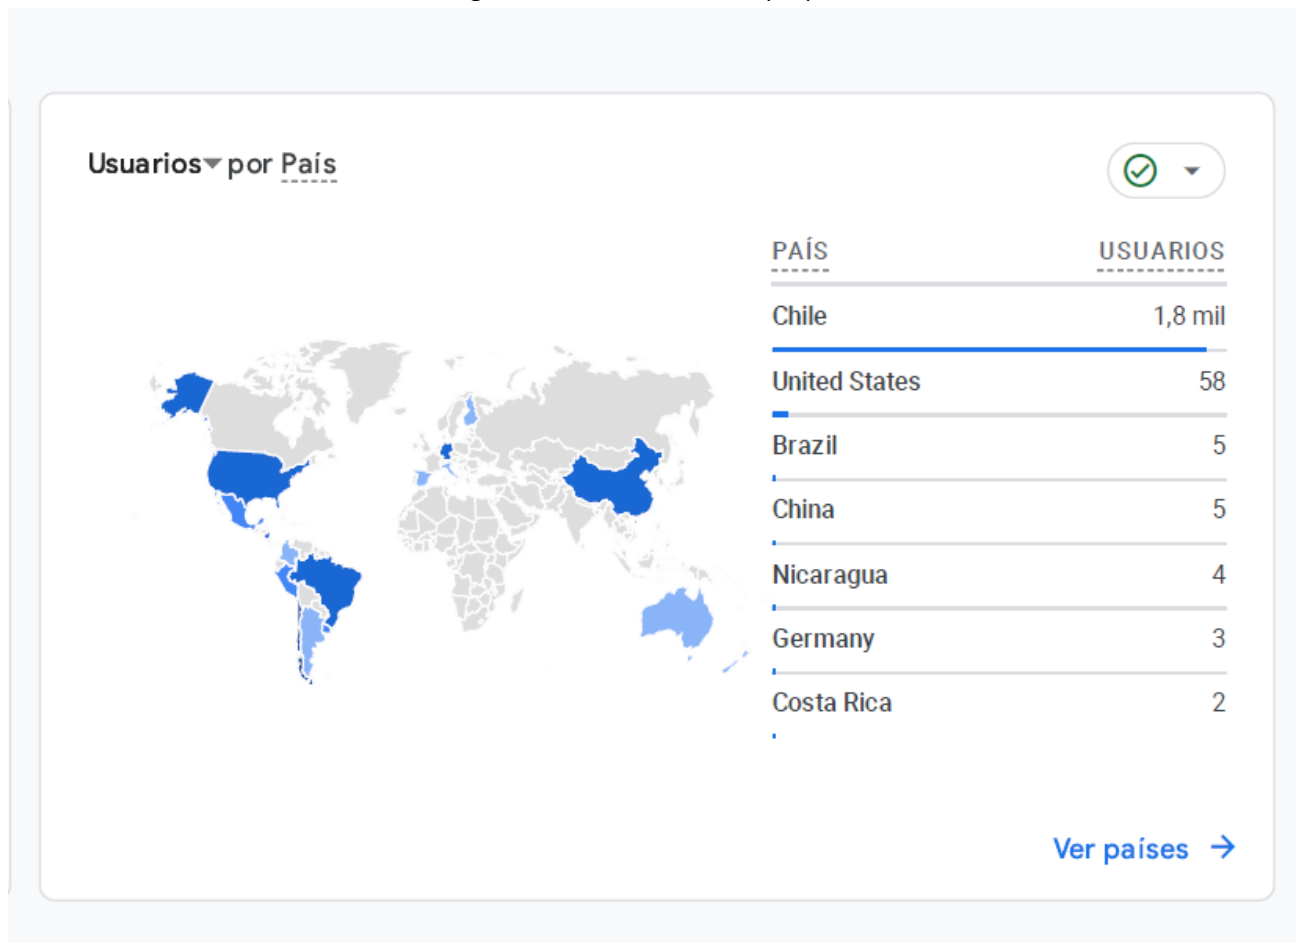 Usuarios por País
PAÍS USUARIOS
Chile 1,8 mil
United States 58
Brazil 5
China 5
Nicaragua 4
Germany 3
Costa Rica 2
Ver países